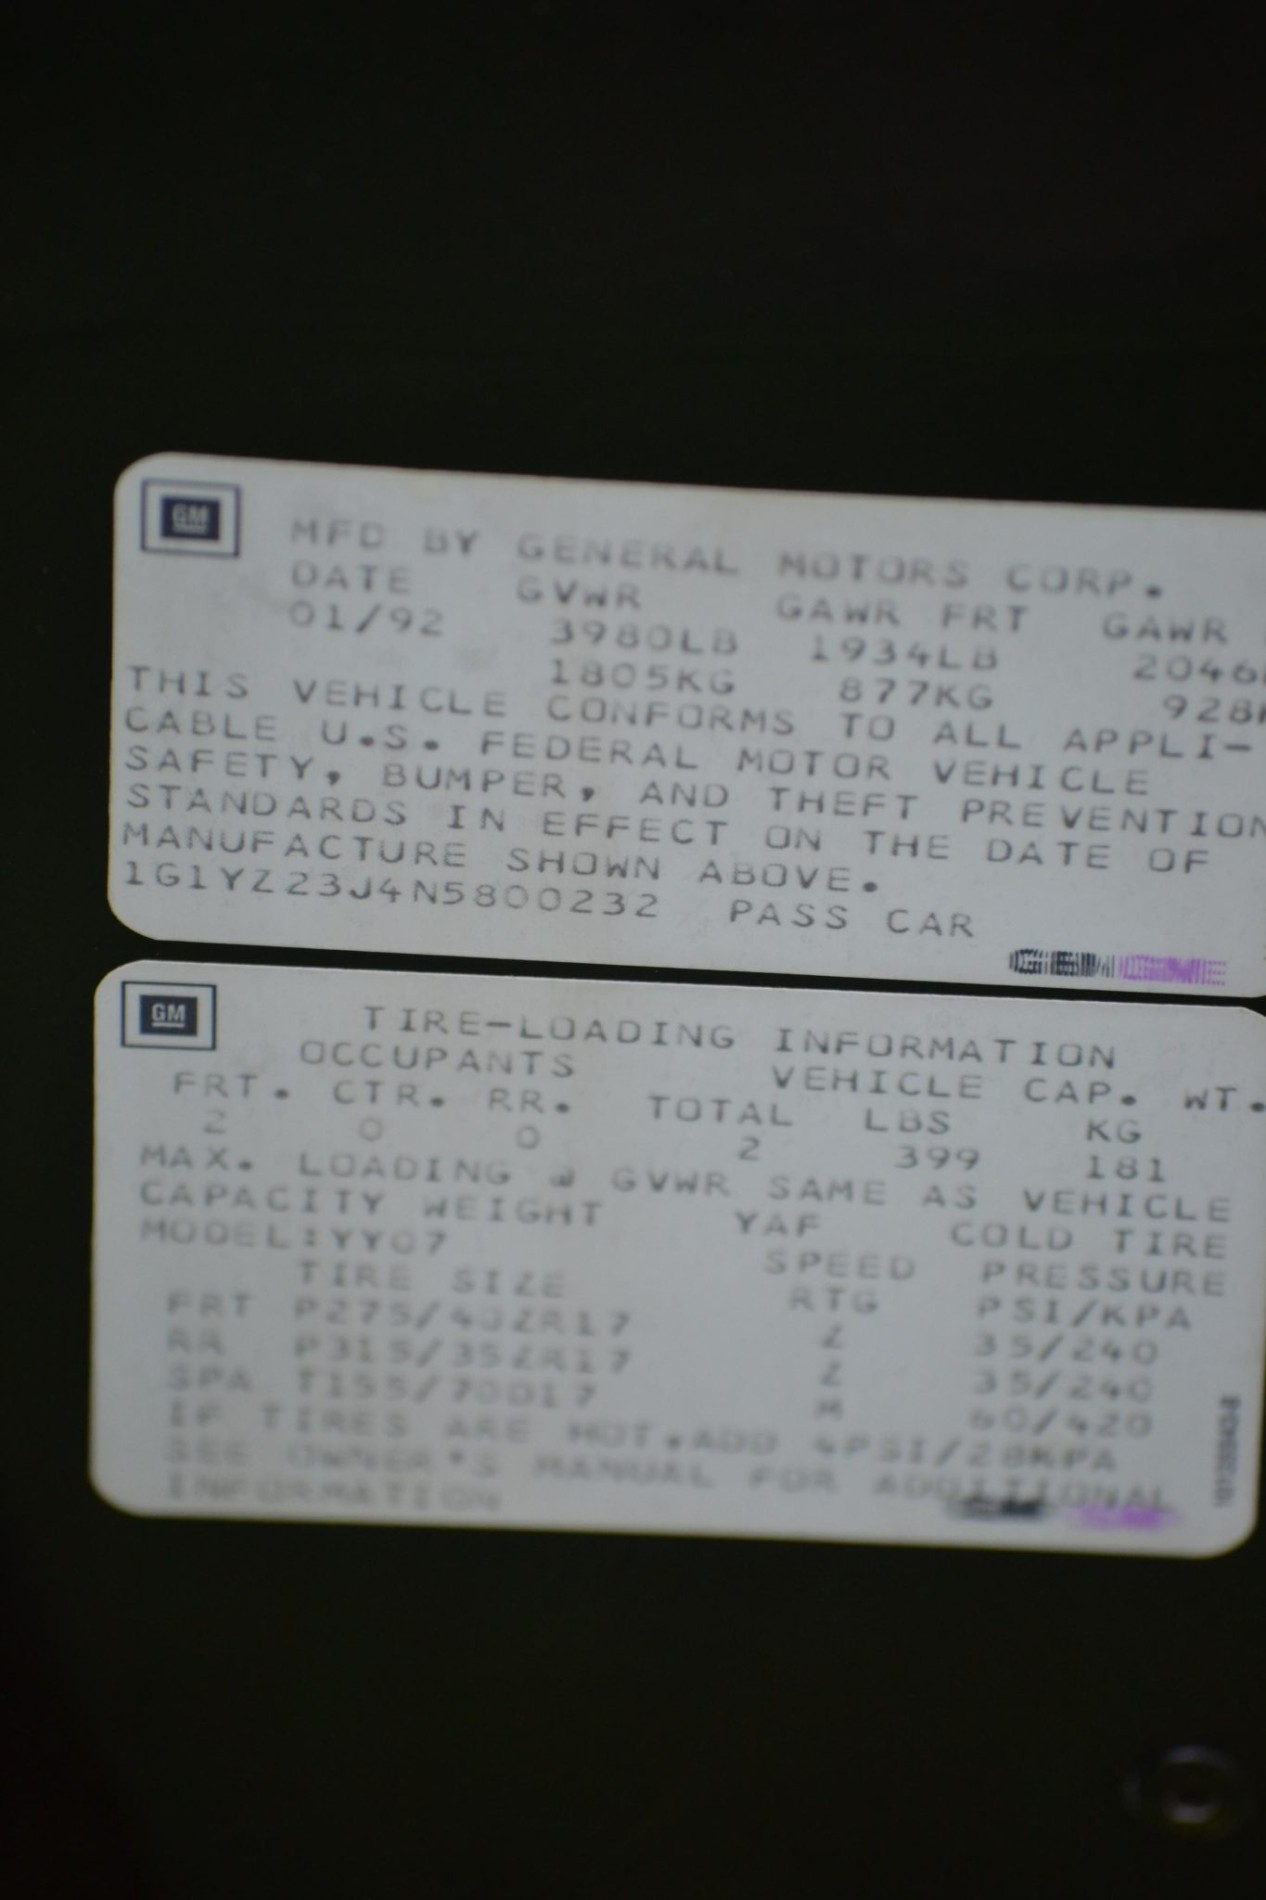 GM
MFD BY GENERAL MOTORS CORP.
DATE GVWR GAWR FRT GAWR
01/92 3980LB 1934LB 2046
1805KG 877KG 928
THIS VEHICLE CONFORMS TO ALL APPLI-
CABLE U.S. FEDERAL MOTOR VEHICLE
SAFETY, BUMPER, AND THEFT PREVENTION
STANDARDS IN EFFECT ON THE DATE OF
MANUFACTURE SHOWN ABOVE.
1G1YZ23J4N5800232 PASS CAR
GM
TIRE-LOADING INFORMATION
OCCUPANTS VEHICLE CAP. WT.
FRT. CTR. RR. TOTAL LBS KG
2 0 0 2 399 181
MAX. LOADING @ GVWR SAME AS VEHICLE
CAPACITY WEIGHT YAF COLD TIRE
MODEL:YY07 SPEED PRESSURE
TIRE SIZE RTG PSI/KPA
FRT P275/40ZR17 Z 35/240
RR P315/35ZR17 Z 35/240
SPA T155/70D17 M 60/420
IF TIRES ARE HOT,ADD 4PSI/28KPA
SEE OWNER'S MANUAL FOR ADDITIONAL
INFORMATION